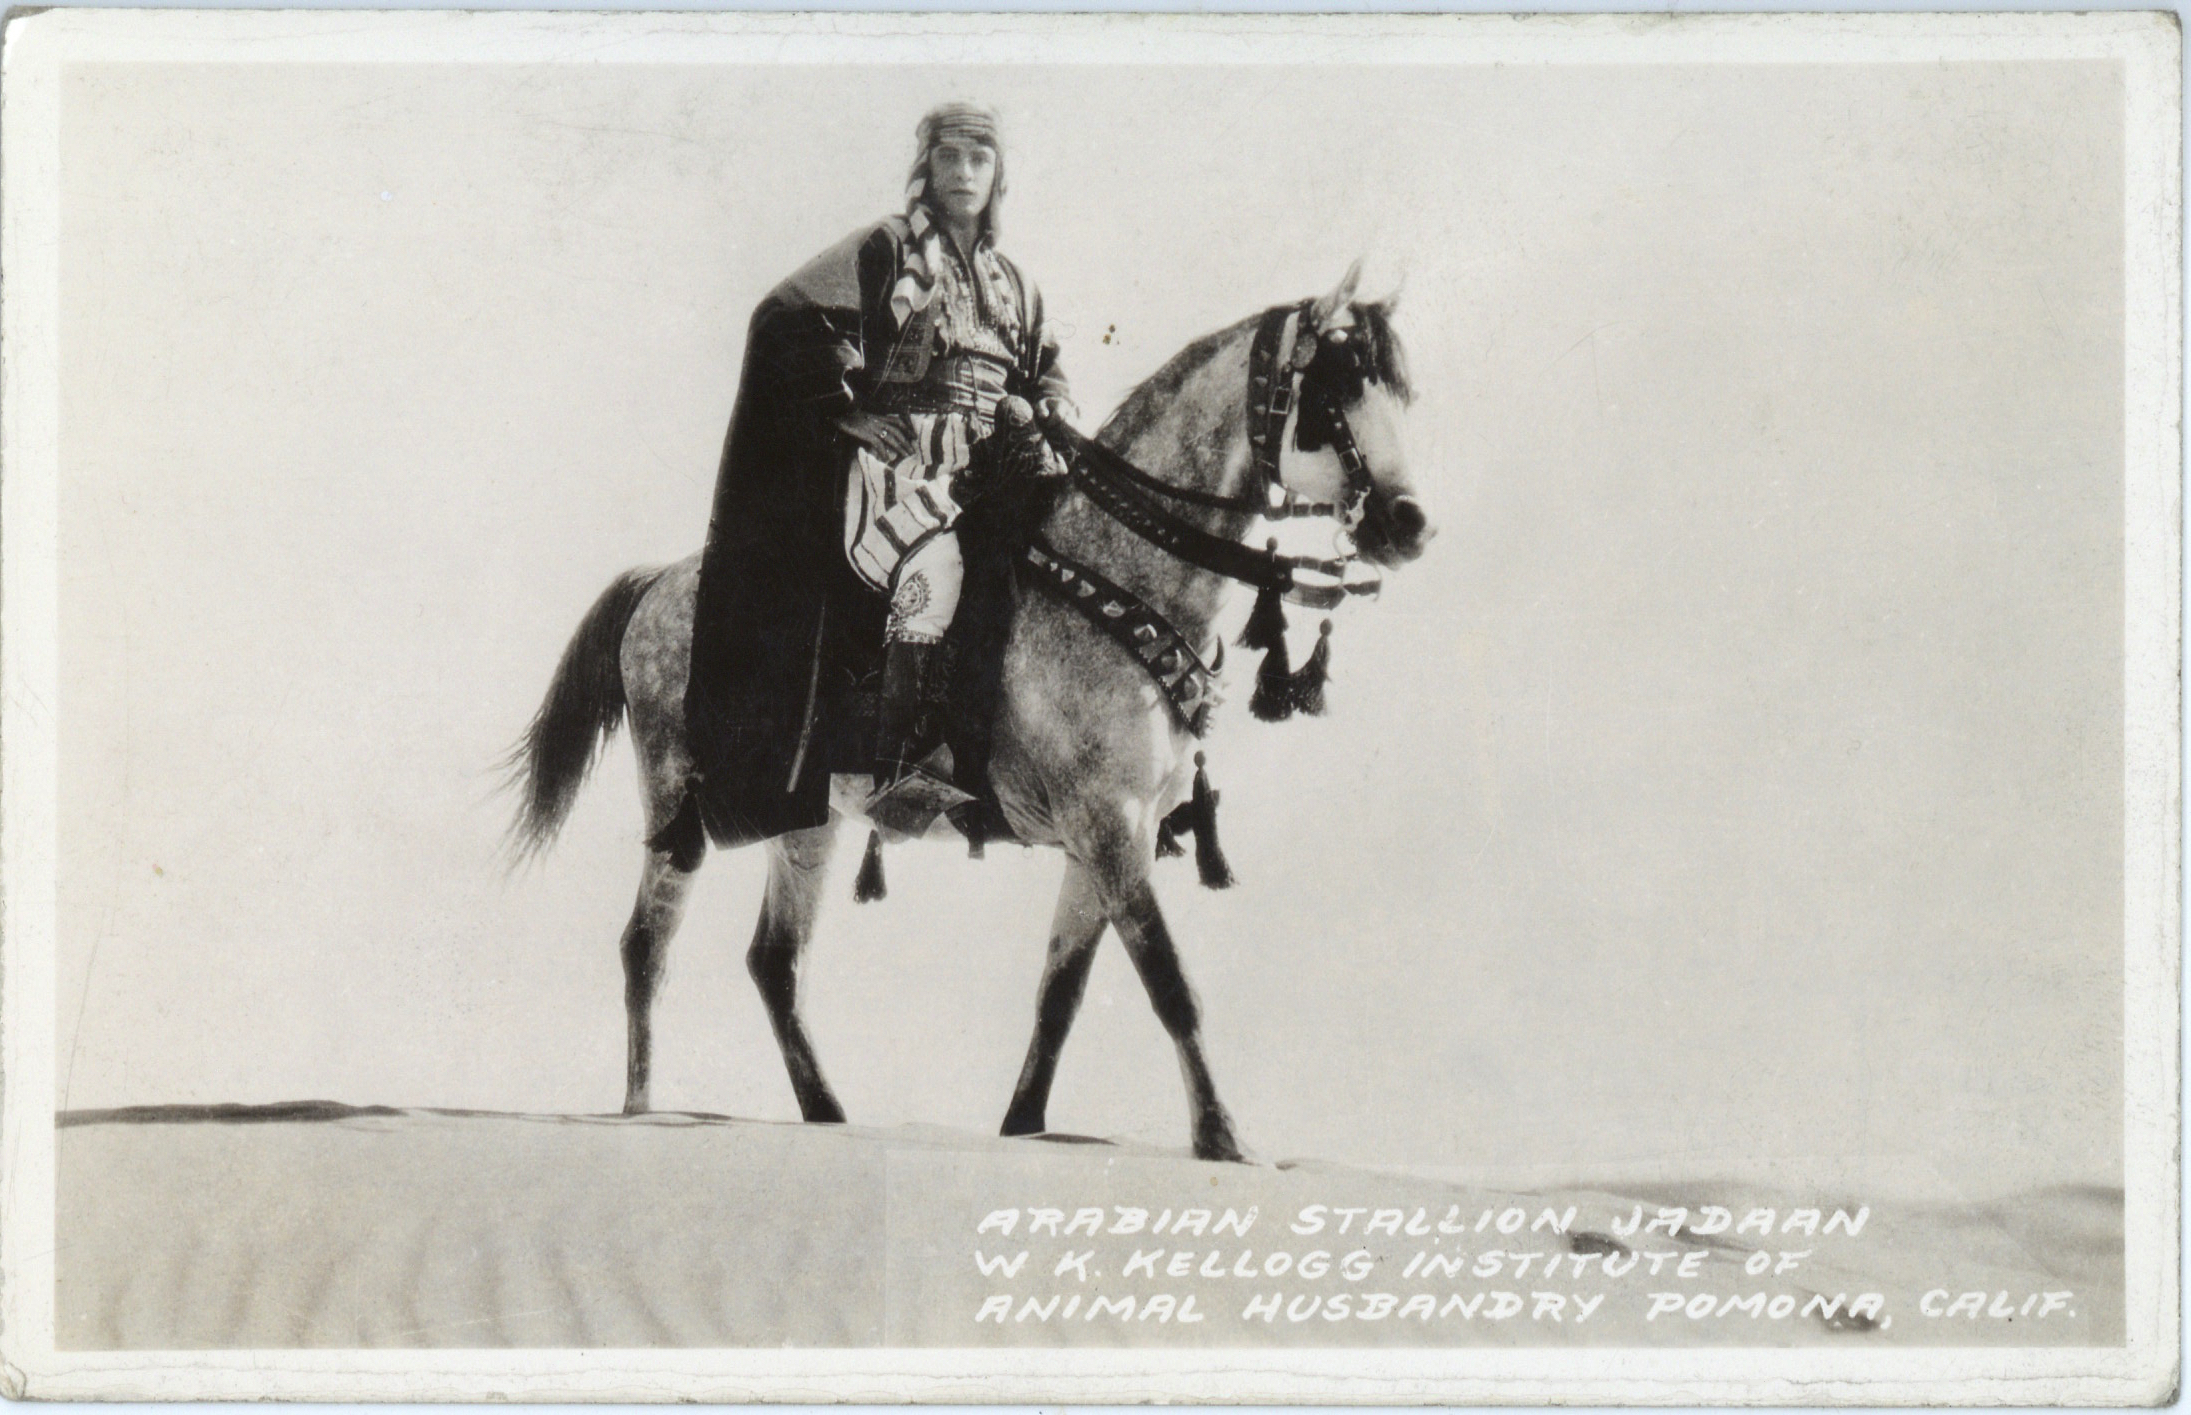 ARABIAN STALLION JADAAN
W K. KELLOGG INSTITUTE OF
ANIMAL HUSBANDRY POMONA, CALIF.